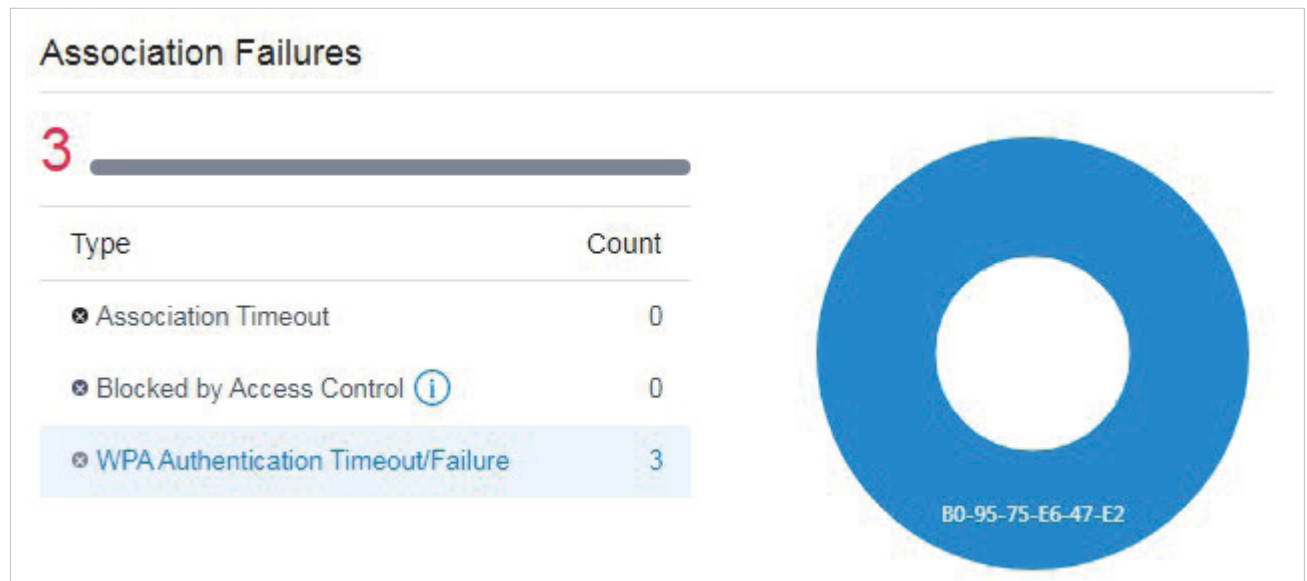 Association Failures
3
Type Count
Association Timeout 0
Blocked by Access Control i 0
WPA Authentication Timeout/Failure 3
B0-95-75-E6-47-E2